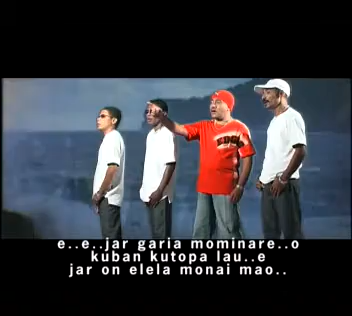 e..e..jar garia mominare..o
kuban kutopa lau..e
jar on elela monai mao..